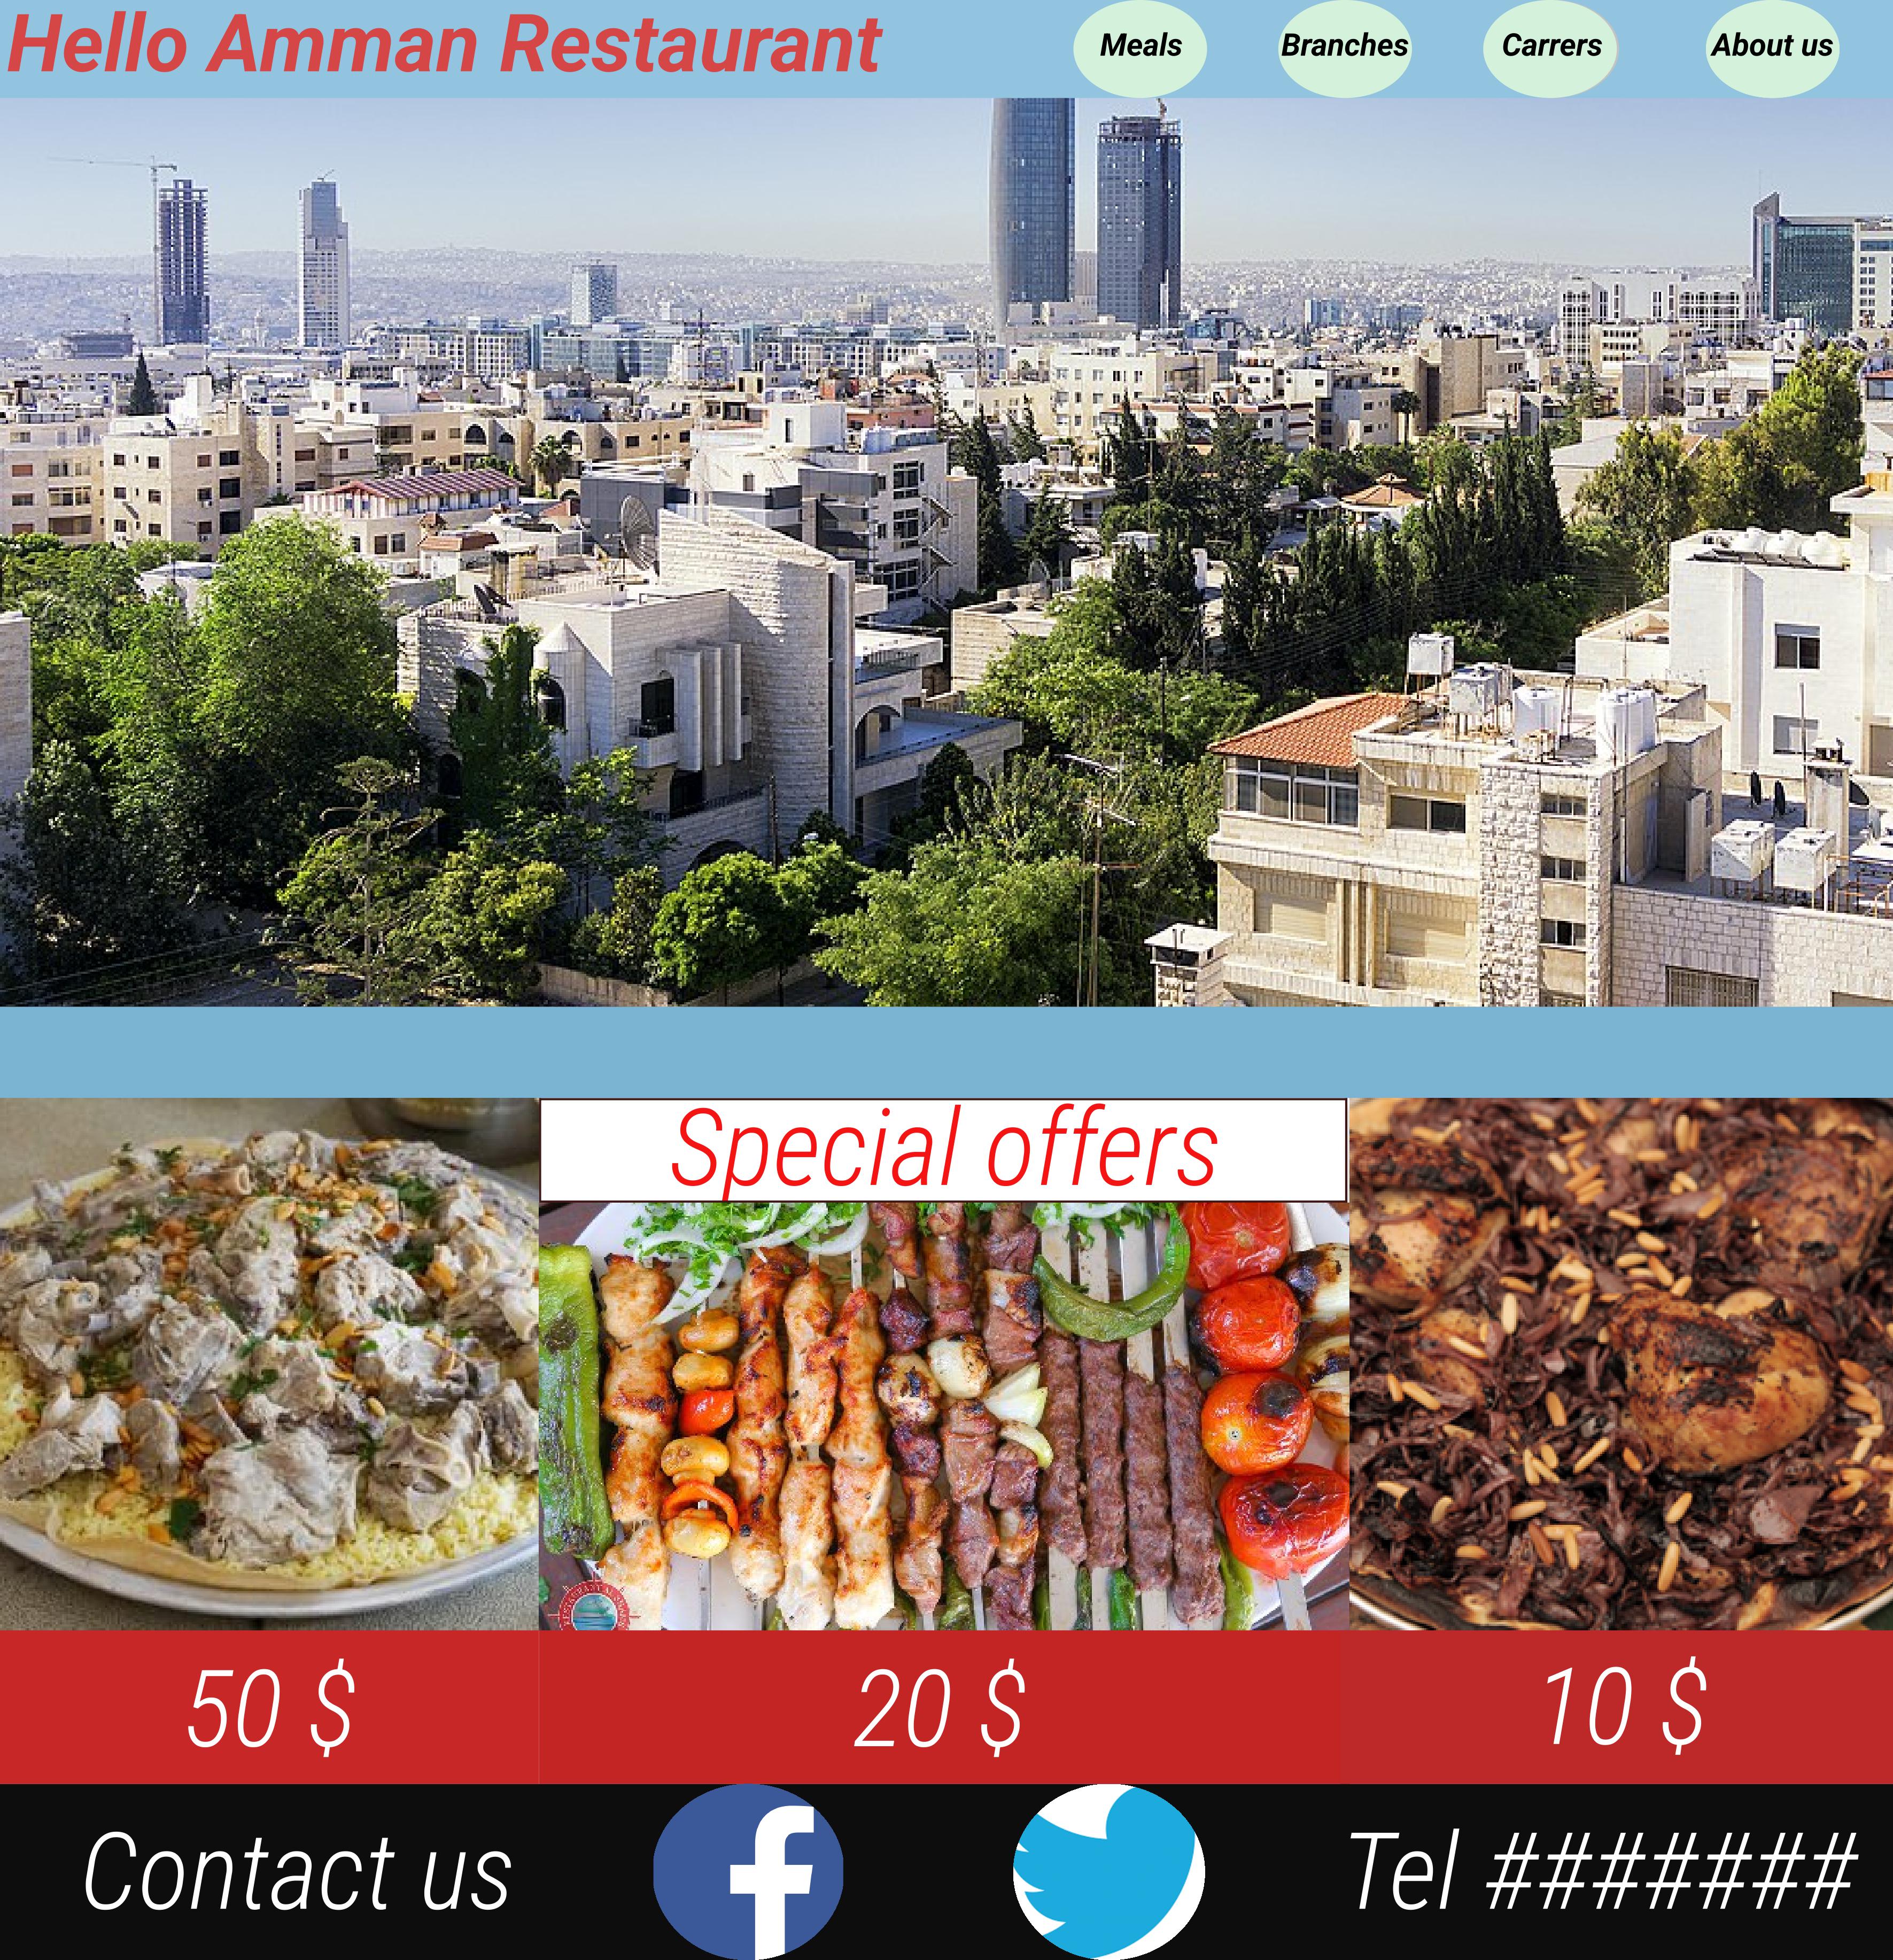 Hello Amman Restaurant
Meals
Branches
Carrers
About us
Special offers
50 $
20 $
10 $
Contact us
Tel #######